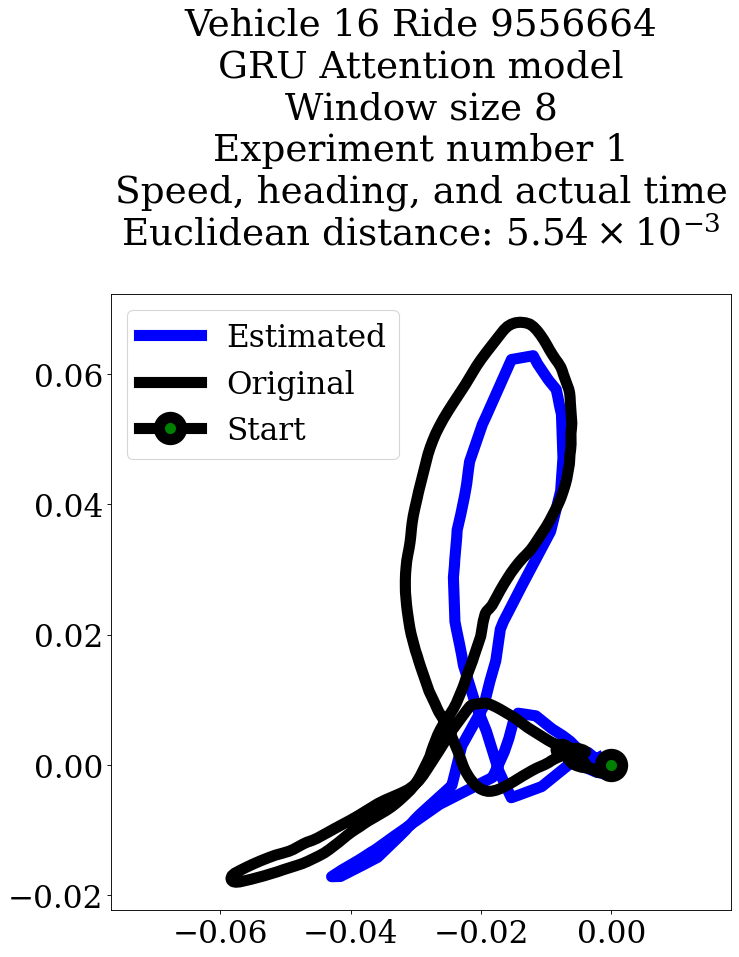 Vehicle 16 Ride 9556664
GRU Attention model
Window size 8
Experiment number 1
Speed, heading, and actual time
Euclidean distance: 5.54 × 10⁻³
Estimated
Original
Start
0.06
0.04
0.02
0.00
−0.02
−0.06 −0.04 −0.02 0.00